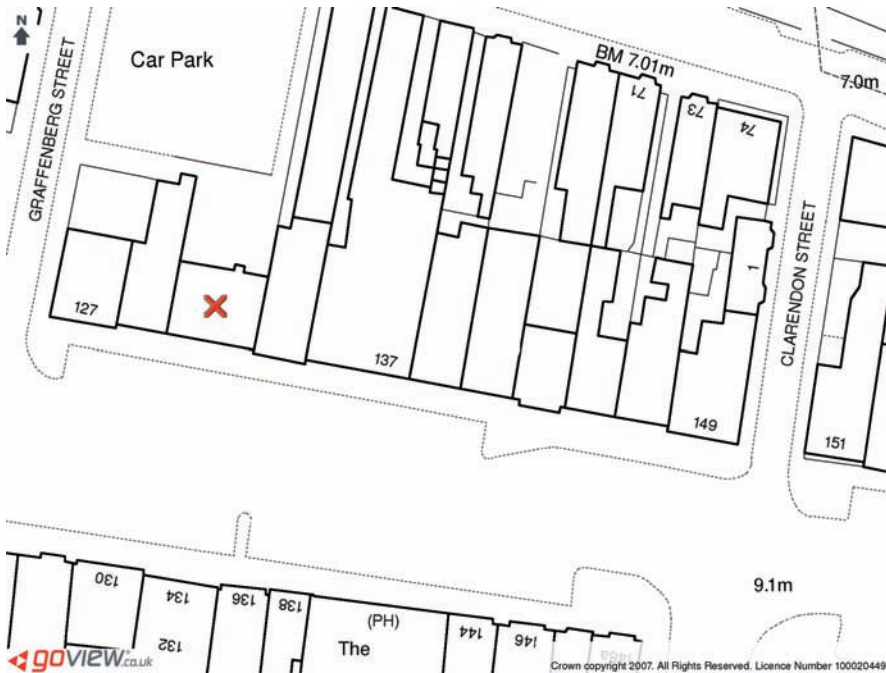 N
GRAFFENBERG STREET
Car Park
BM 7.01m
7.0m
71
73
74
127
137
1
CLARENDON STREET
149
151
130
134
132
136
138
(PH)
The
144
146
148a
9.1m
goview.co.uk
Crown copyright 2007. All Rights Reserved. Licence Number 100020449